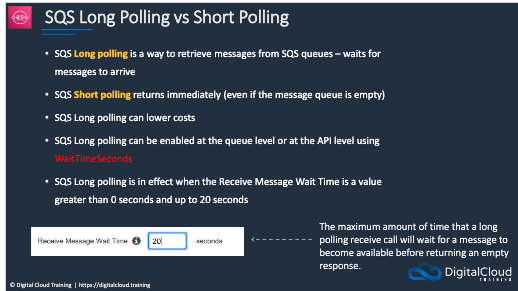 SQS Long Polling vs Short Polling
• SQS Long polling is a way to retrieve messages from SQS queues – waits for
messages to arrive
• SQS Short polling returns immediately (even if the message queue is empty)
• SQS Long polling can lower costs
• SQS Long polling can be enabled at the queue level or at the API level using
WaitTimeSeconds
• SQS Long polling is in effect when the Receive Message Wait Time is a value
greater than 0 seconds and up to 20 seconds
Receive Message Wait Time i 20 seconds
The maximum amount of time that a long
polling receive call will wait for a message to
become available before returning an empty
response.
DigitalCloud
TRAINING
© Digital Cloud Training | https://digitalcloud.training